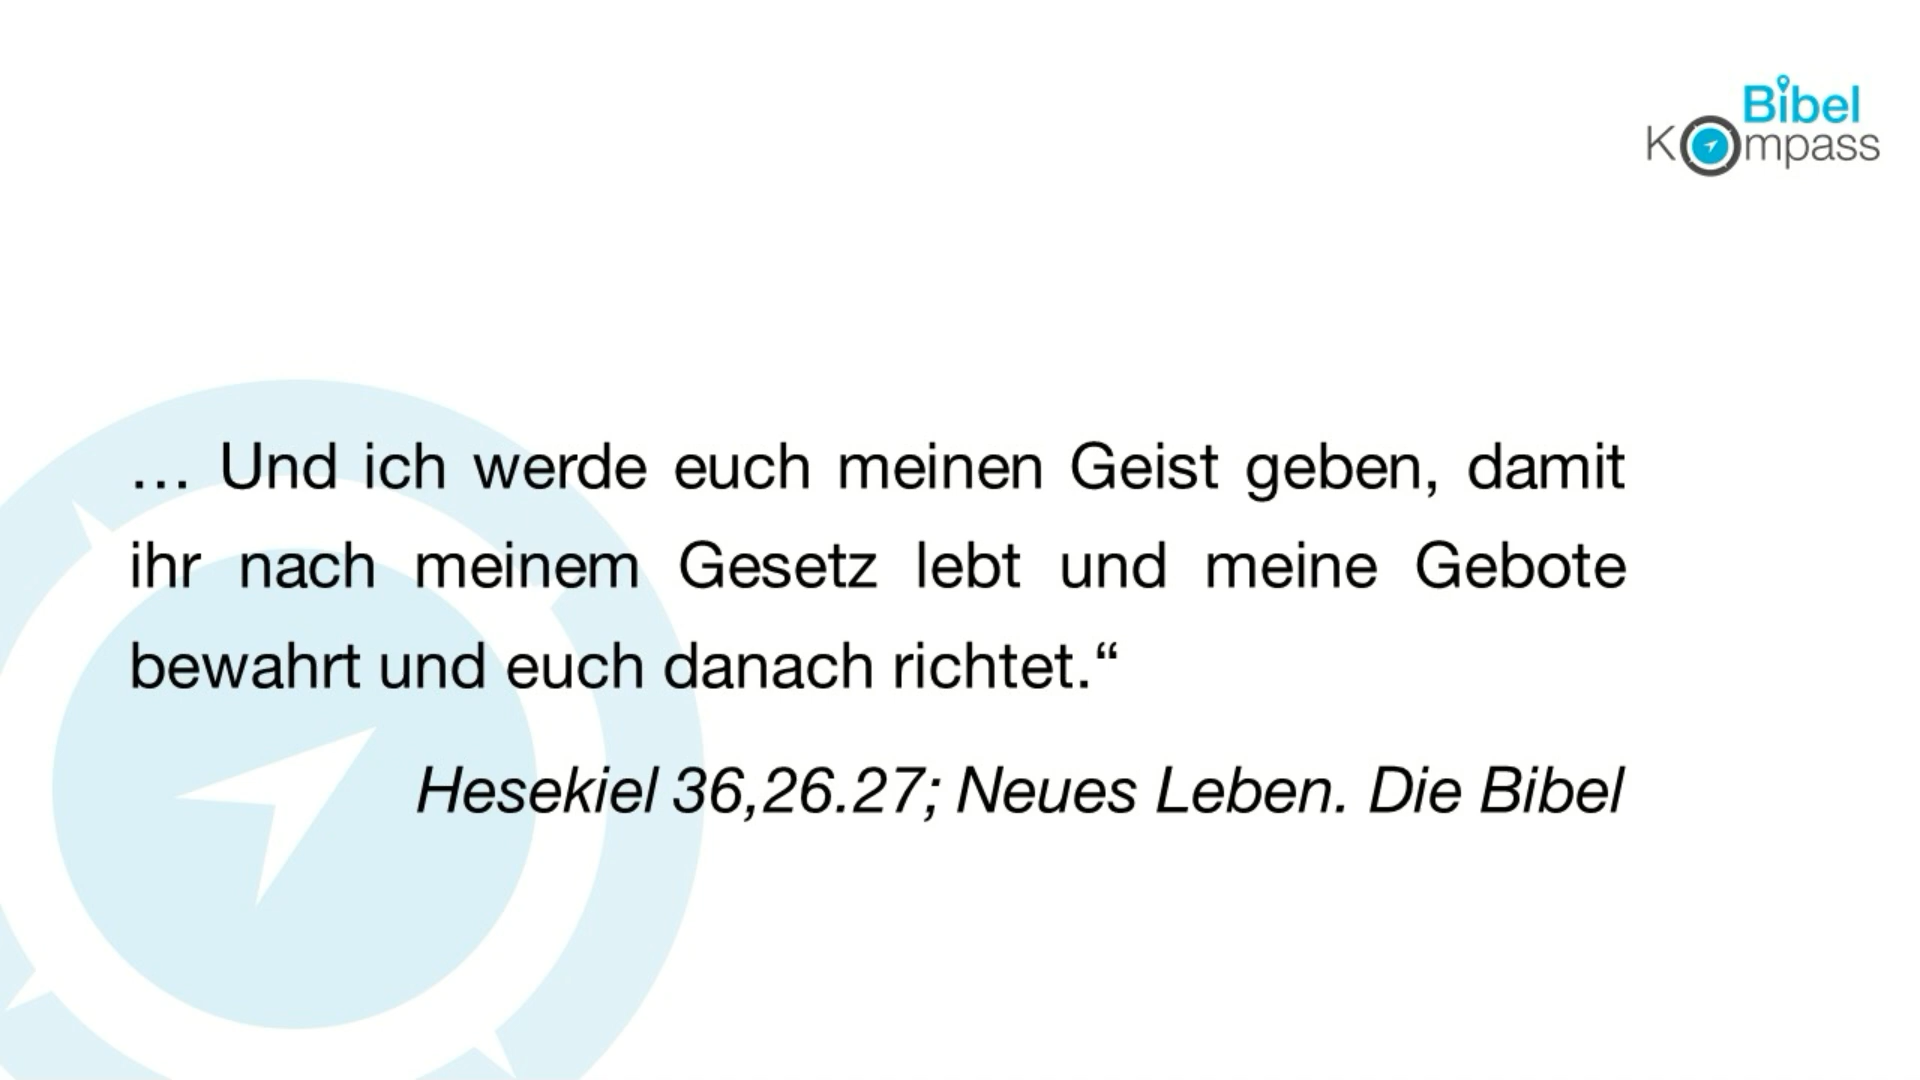 Bibel
Kompass
… Und ich werde euch meinen Geist geben, damit
ihr nach meinem Gesetz lebt und meine Gebote
bewahrt und euch danach richtet.“
Hesekiel 36,26.27; Neues Leben. Die Bibel